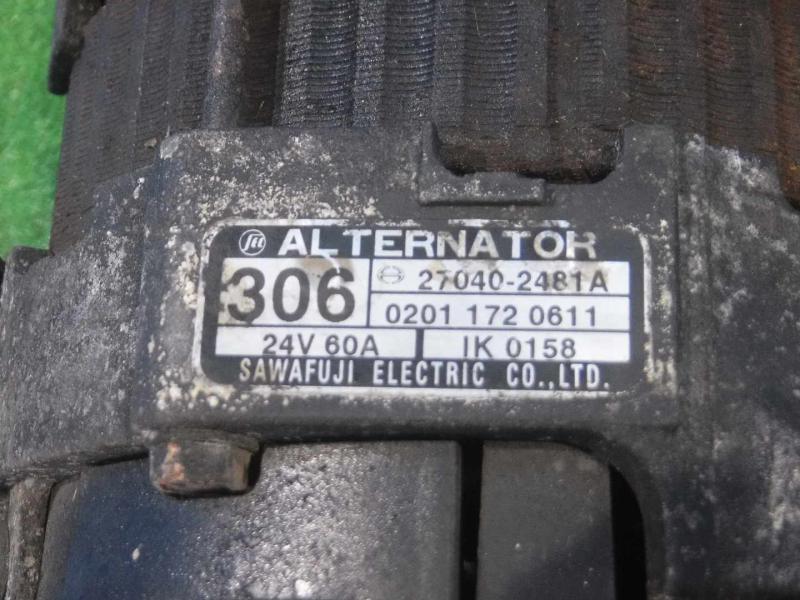 ALTERNATOR
306
27040-2481A
0201 172 0611
24V 60A
IK 0158
SAWAFUJI ELECTRIC CO.,LTD.